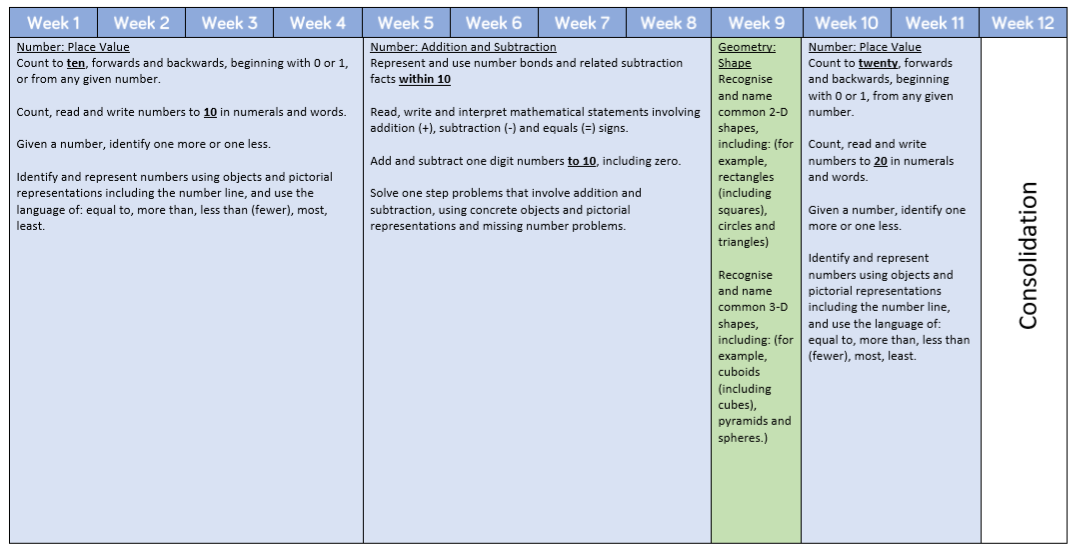 Week 1 Week 2 Week 3 Week 4 Week 5 Week 6 Week 7 Week 8 Week 9 Week 10 Week 11 Week 12
Number: Place Value
Count to ten, forwards and backwards, beginning with 0 or 1,
or from any given number.
Count, read and write numbers to 10 in numerals and words.
Given a number, identify one more or one less.
Identify and represent numbers using objects and pictorial
representations including the number line, and use the
language of: equal to, more than, less than (fewer), most,
least.
Number: Addition and Subtraction
Represent and use number bonds and related subtraction
facts within 10
Read, write and interpret mathematical statements involving
addition (+), subtraction (-) and equals (=) signs.
Add and subtract one digit numbers to 10, including zero.
Solve one step problems that involve addition and
subtraction, using concrete objects and pictorial
representations and missing number problems.
Geometry:
Shape
Recognise
and name
common 2-D
shapes,
including: (for
example,
rectangles
(including
squares),
circles and
triangles)
Recognise
and name
common 3-D
shapes,
including: (for
example,
cuboids
(including
cubes),
pyramids and
spheres.)
Number: Place Value
Count to twenty, forwards
and backwards, beginning
with 0 or 1, from any given
number.
Count, read and write
numbers to 20 in numerals
and words.
Given a number, identify one
more or one less.
Identify and represent
numbers using objects and
pictorial representations
including the number line,
and use the language of:
equal to, more than, less than
(fewer), most, least.
Consolidation